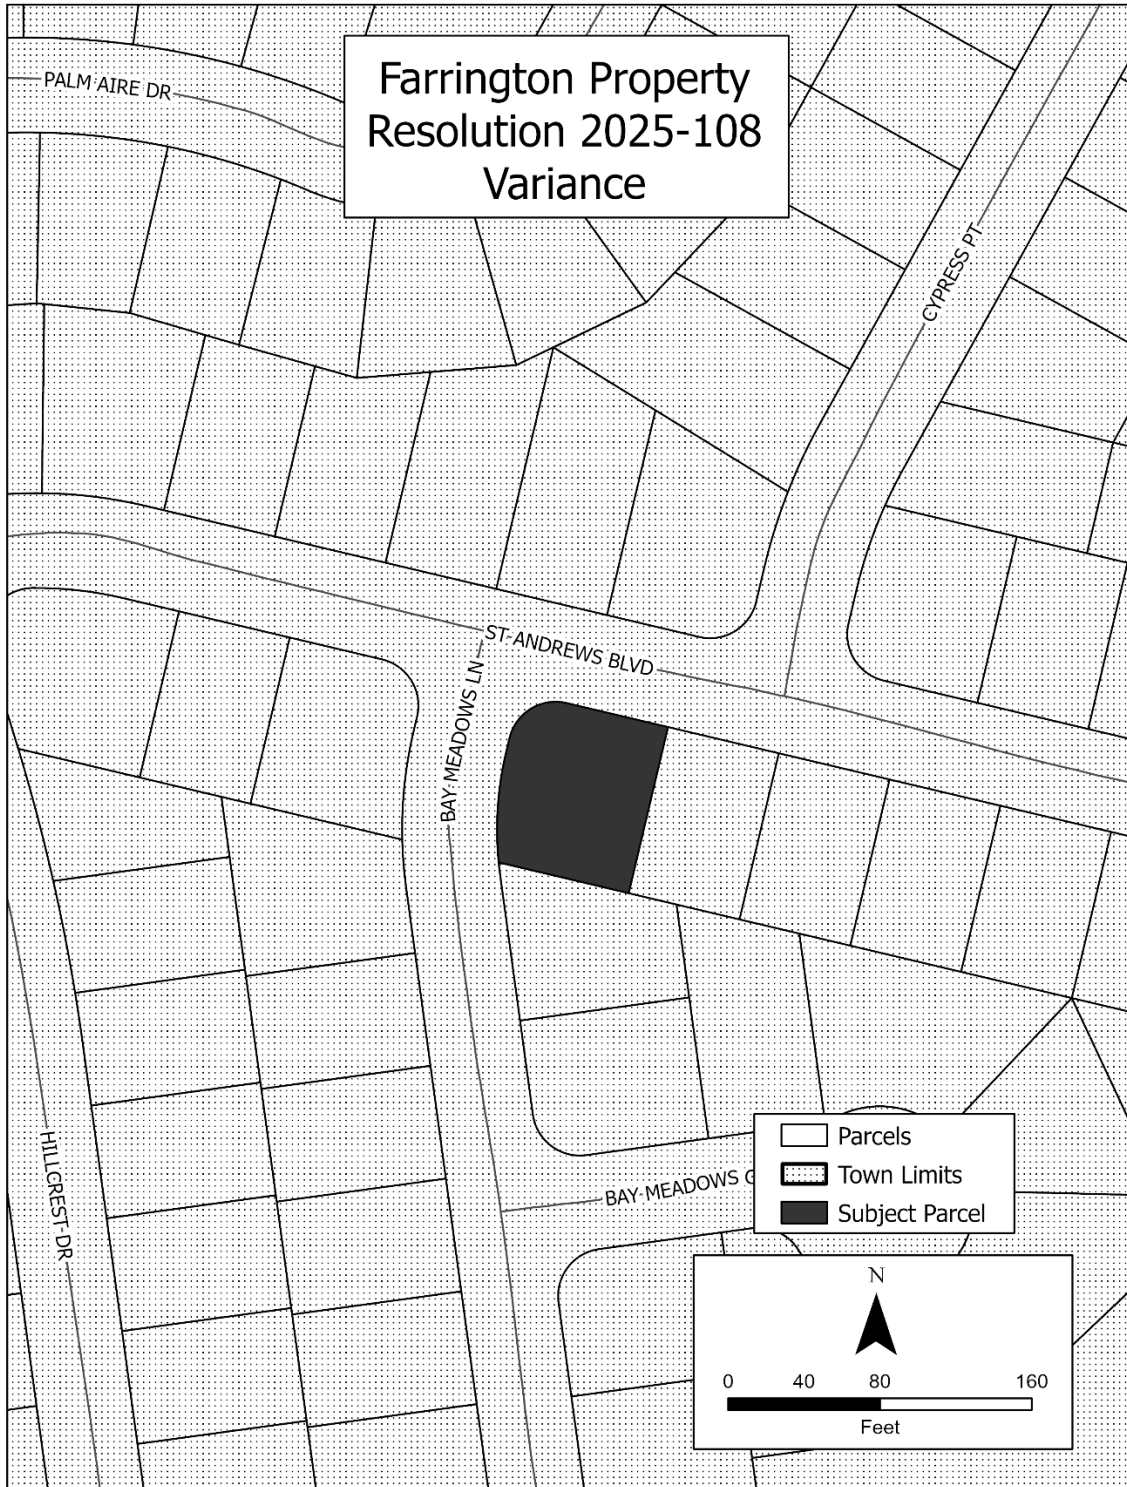 Farrington Property
Resolution 2025-108
Variance
PALM AIRE DR
CYPRESS PT
ST ANDREWS BLVD
BAY MEADOWS LN
HILLCREST DR
BAY MEADOWS
Parcels
Town Limits
Subject Parcel
N
0 40 80 160
Feet